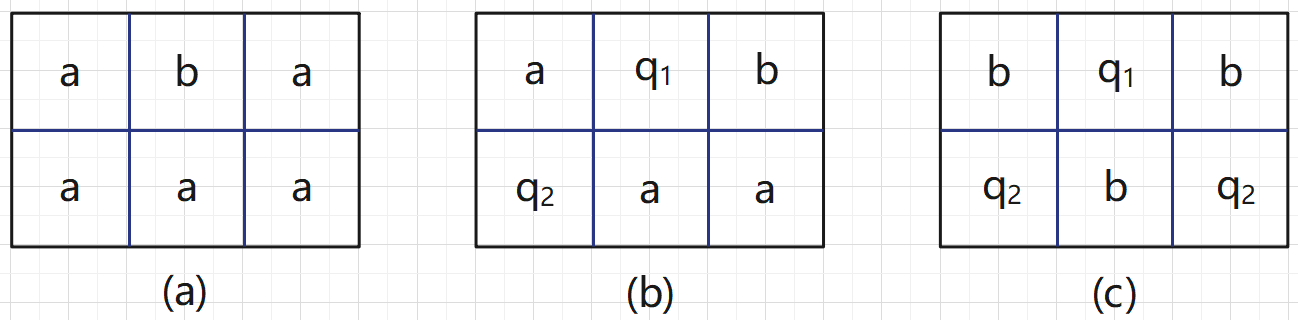 a b a a q₁ b b q₁ b
a a a q₂ a a q₂ b q₂
(a) (b) (c)